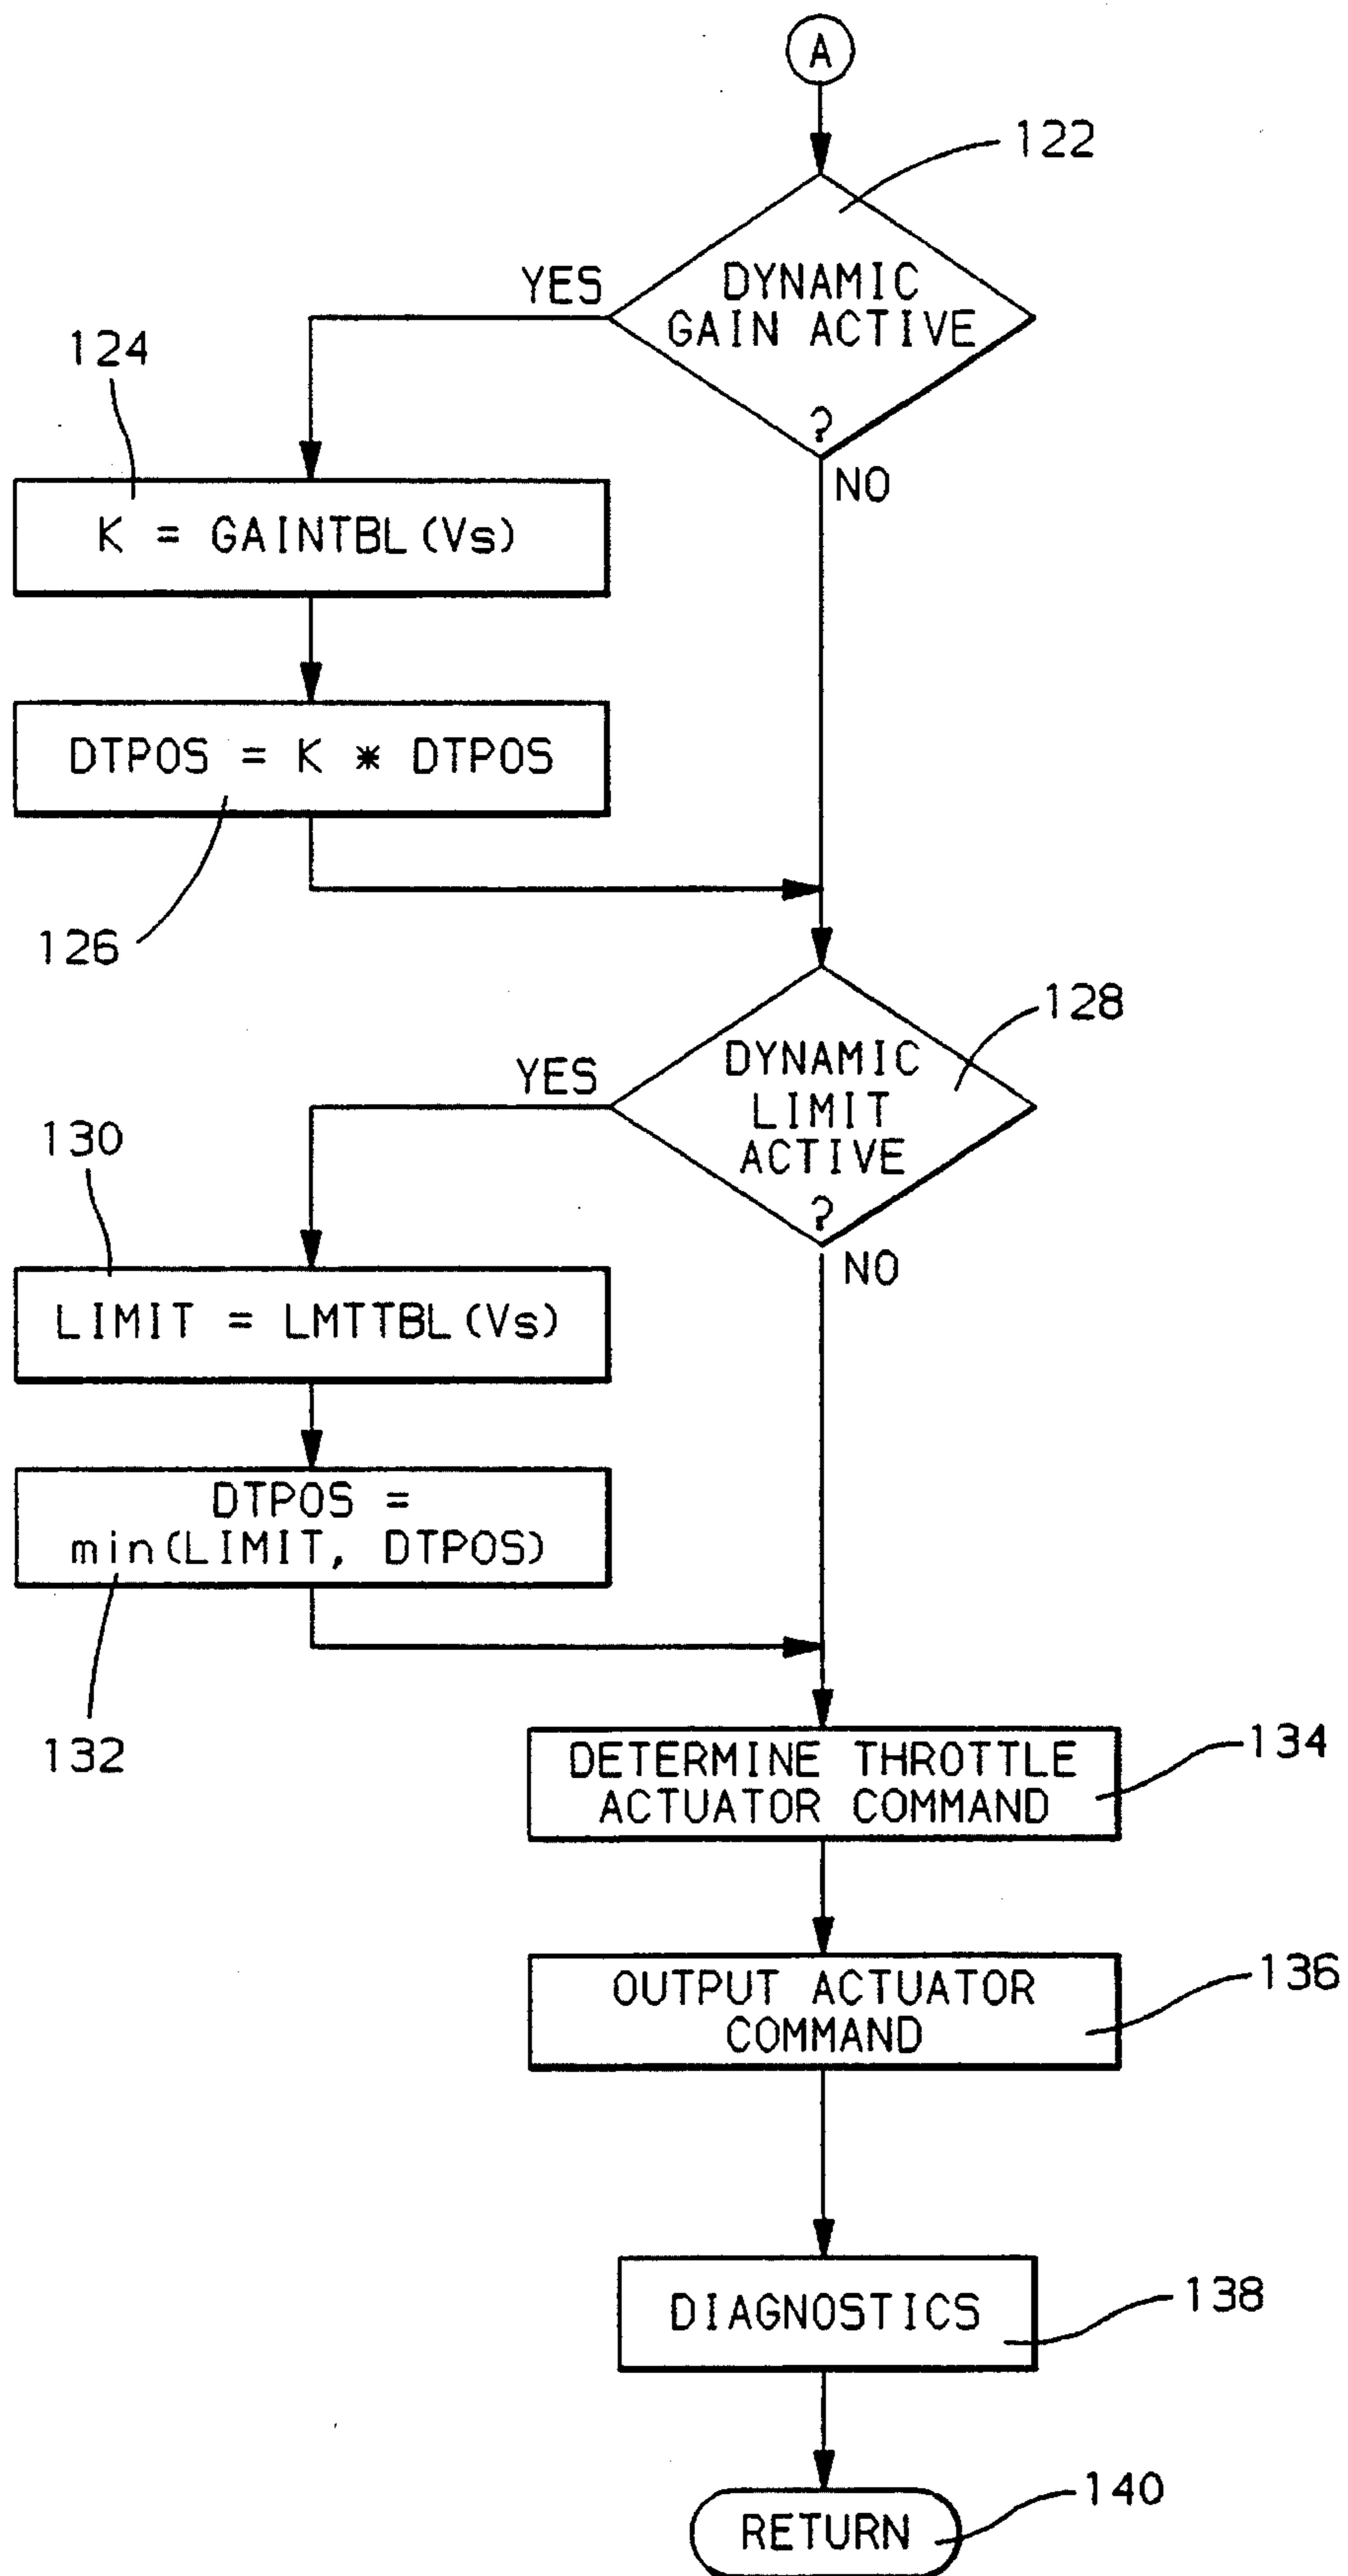 A
122
DYNAMIC
GAIN ACTIVE
?
YES
NO
124
K = GAINTBL(Vs)
DTPOS = K * DTPOS
126
128
DYNAMIC
LIMIT
ACTIVE
?
YES
NO
130
LIMIT = LMTTBL(Vs)
DTPOS =
min(LIMIT, DTPOS)
132
DETERMINE THROTTLE
ACTUATOR COMMAND
134
OUTPUT ACTUATOR
COMMAND
136
DIAGNOSTICS
138
RETURN
140